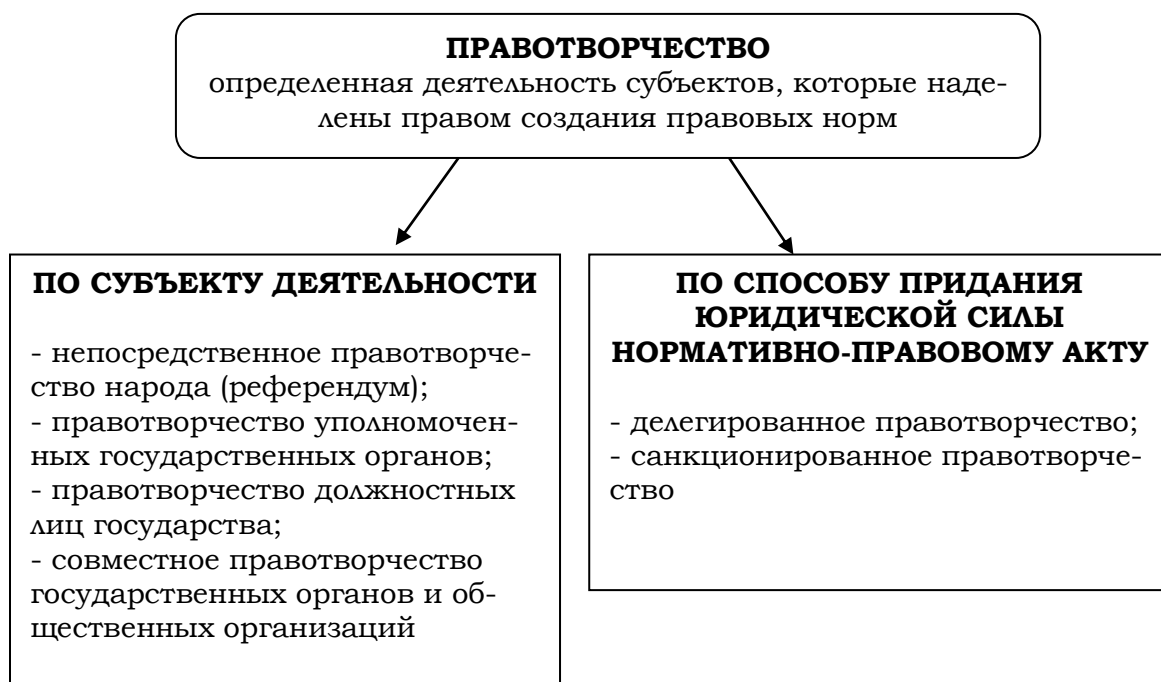 ПРАВОТВОРЧЕСТВО
определенная деятельность субъектов, которые наде-
лены правом создания правовых норм
ПО СУБЪЕКТУ ДЕЯТЕЛЬНОСТИ
- непосредственное правотворче-
ство народа (референдум);
- правотворчество уполномочен-
ных государственных органов;
- правотворчество должностных
лиц государства;
- совместное правотворчество
государственных органов и об-
щественных организаций
ПО СПОСОБУ ПРИДАНИЯ
ЮРИДИЧЕСКОЙ СИЛЫ
НОРМАТИВНО-ПРАВОВОМУ АКТУ
- делегированное правотворчество;
- санкционированное правотворче-
ство